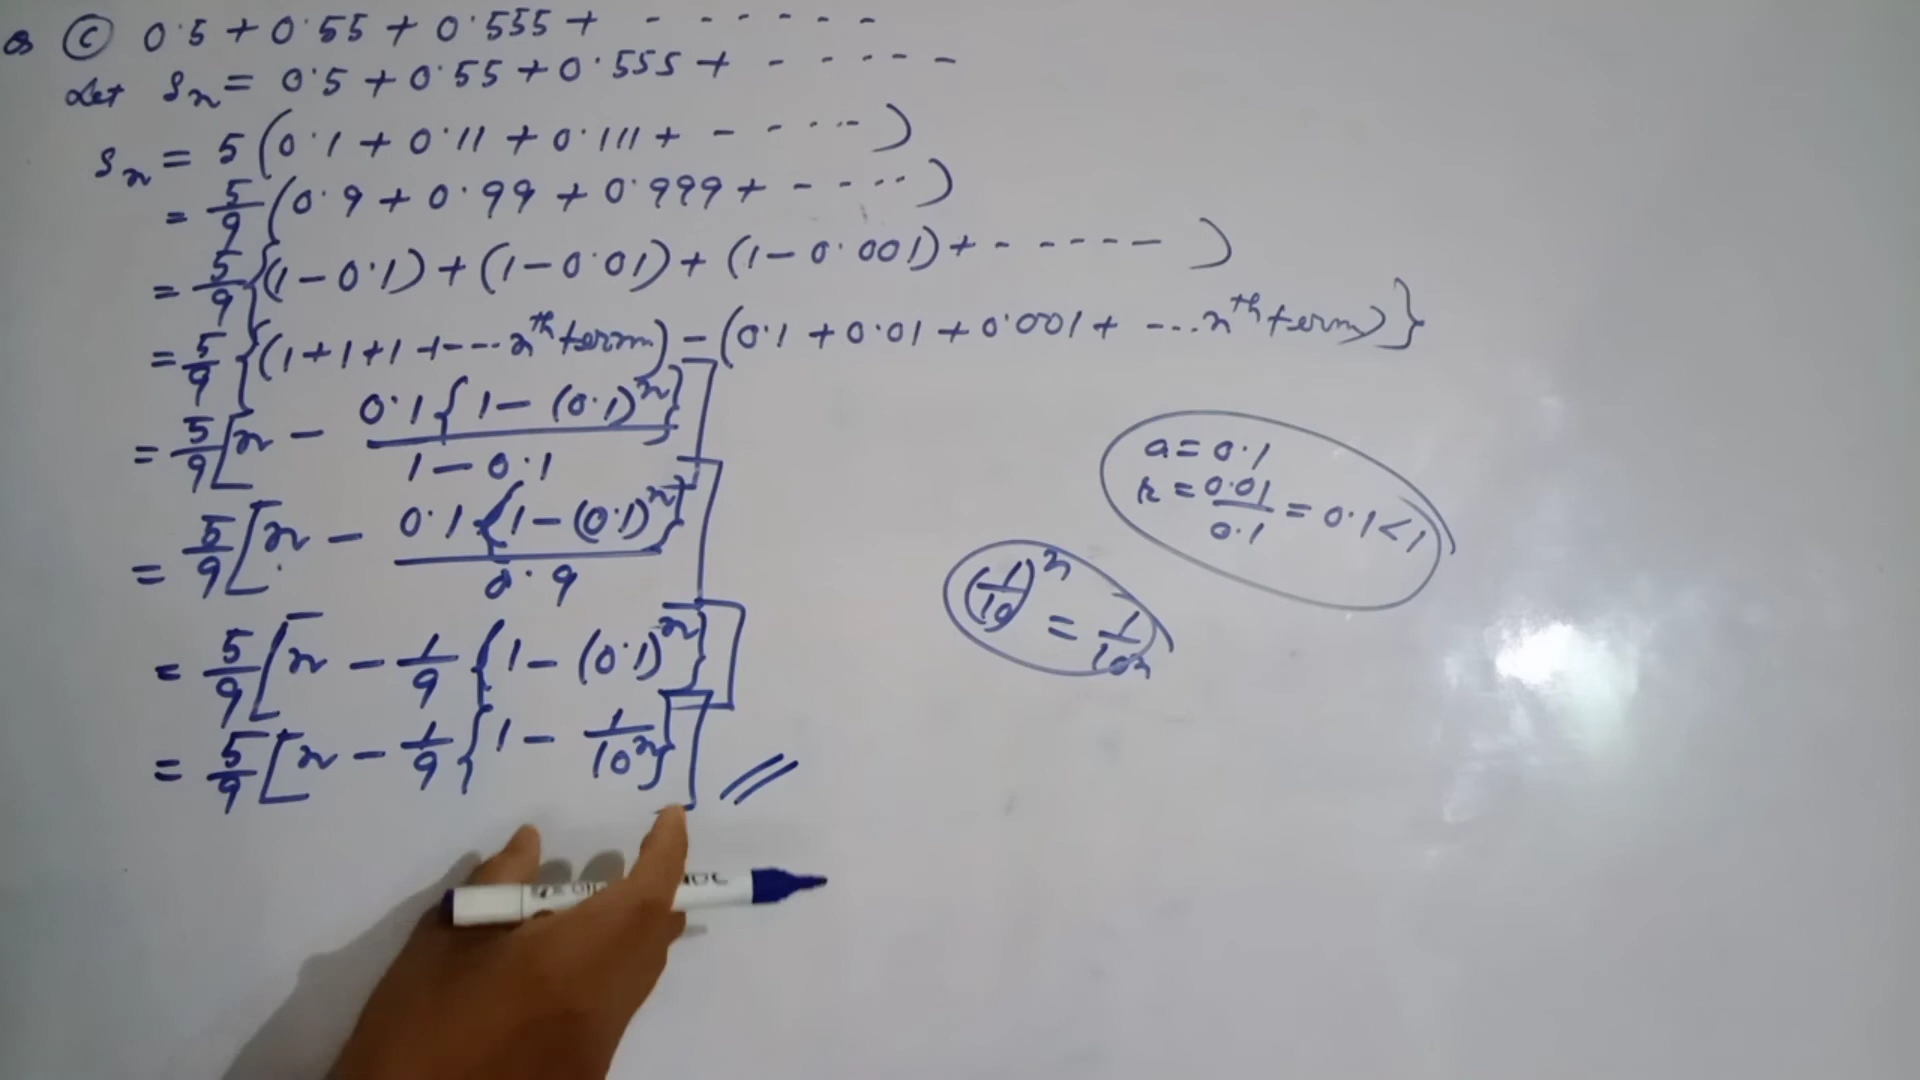 Q (c) 0.5 + 0.55 + 0.555 + - - - - - -
Let Sn = 0.5 + 0.55 + 0.555 + - - - - -
Sn = 5 (0.1 + 0.11 + 0.111 + - - - - -)
= 5/9 (0.9 + 0.99 + 0.999 + - - - - -)
= 5/9 {(1 - 0.1) + (1 - 0.01) + (1 - 0.001) + - - - - - - )
= 5/9 {(1 + 1 + 1 + - - - nth term) - (0.1 + 0.01 + 0.001 + - - - nth term)}
= 5/9 [n - 0.1{1 - (0.1)^n} / 1 - 0.1]
= 5/9 [n - 0.1{1 - (0.1)^n} / 0.9]
= 5/9 [n - 1/9 {1 - (0.1)^n}]
= 5/9 [n - 1/9 {1 - 1/10^n}]
a = 0.1
r = 0.01/0.1 = 0.1 < 1
(1/10)^n = 1/10^n